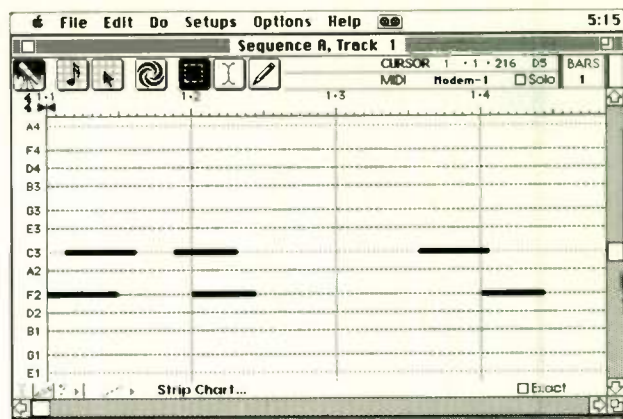 File Edit Do Setups Options Help 5:15
Sequence A, Track 1
CURSOR 1 · 1 · 216 D5 BARS
MIDI Modem-1 Solo 1
4 4 1·1 1·2 1·3 1·4
A4
F4
D4
B3
G3
E3
C3
A2
F2
D2
B1
G1
E1
Strip Chart... Exact